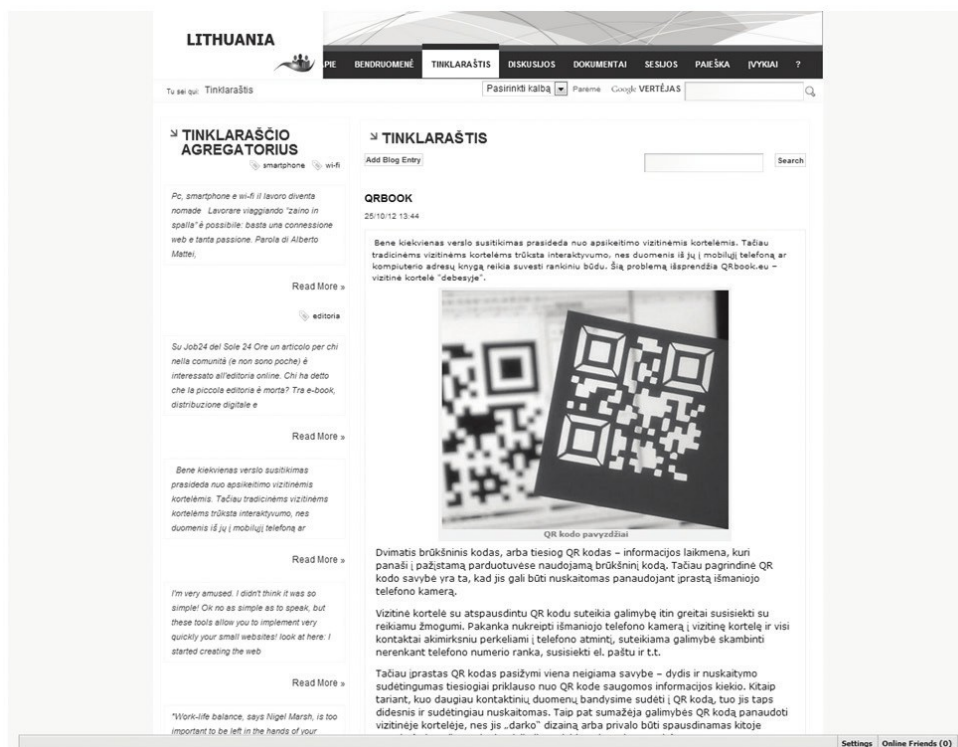 LITHUANIA
PIE BENDRUOMENĖ TINKLARAŠTIS DISKUSIJOS DOKUMENTAI SESIJOS PAIEŠKA ĮVYKIAI ?
Tu sei qui: Tinklaraštis
Pasirinkti kalbą Parėmė Google VERTĖJAS
TINKLARAŠČIO
AGREGATORIUS
smartphone wi-fi
Pc, smartphone e wi-fi il lavoro diventa
nomade Lavorare viaggiando "zaino in
spalla" è possibile: basta una connessione
web e tanta passione. Parola di Alberto
Mattei,
Read More »
editoria
Su Job24 del Sole 24 Ore un articolo per chi
nella comunità (e non sono poche) è
interessato all'editoria online. Chi ha detto
che la piccola editoria è morta? Tra e-book,
distribuzione digitale e
Read More »
Bene kiekvienas verslo susitikimas
prasideda nuo apsikeitimo vizitinėmis
kortelėmis. Tačiau tradicinėms vizitinėms
kortelėms trūksta interaktyvumo, nes
duomenis iš jų į mobilųjį telefoną ar
Read More »
I'm very amused. I didn't think it was so
simple! Ok no as simple as to speak, but
these tools allow you to implement very
quickly your small websites! look at here: I
started creating the web
Read More »
"Work-life balance, says Nigel Marsh, is too
important to be left in the hands of your
TINKLARAŠTIS
Add Blog Entry Search
QRBOOK
25/10/12 13:44
Bene kiekvienas verslo susitikimas prasideda nuo apsikeitimo vizitinėmis kortelėmis. Tačiau
tradicinėms vizitinėms kortelėms trūksta interaktyvumo, nes duomenis iš jų į mobilųjį telefoną ar
kompiuterio adresų knygą reikia suvesti rankiniu būdu. Šią problemą išsprendžia QRbook.eu –
vizitinė kortelė "debesyje".
QR kodo pavyzdžiai
Dvimatis brūkšninis kodas, arba tiesiog QR kodas – informacijos laikmena, kuri
panaši į pažįstamą parduotuvėse naudojamą brūkšninį kodą. Tačiau pagrindinė QR
kodo savybė yra ta, kad jis gali būti nuskaitomas panaudojant įprastą išmaniojo
telefono kamerą.
Vizitinė kortelė su atspausdintu QR kodu suteikia galimybę itin greitai susisiekti su
reikiamu žmogumi. Pakanka nukreipti išmaniojo telefono kamerą į vizitinę kortelę ir visi
kontaktai akimirksniu perkeliami į telefono atmintį, suteikiama galimybė skambinti
nerenkant telefono numerio ranka, susisiekti el. paštu ir t.t.
Tačiau įprastas QR kodas pasižymi viena neigiama savybe – dydis ir nuskaitymo
sudėtingumas tiesiogiai priklauso nuo QR kode saugomos informacijos kiekio. Kitaip
tariant, kuo daugiau kontaktinių duomenų bandysime sudėti į QR kodą, tuo jis taps
didesnis ir sudėtingiau nuskaitomas. Taip pat sumažėja galimybės QR kodą panaudoti
vizitinėje kortelėje, nes jis „darko“ dizainą arba privalo būti spausdinamas kitoje
Settings Online Friends (0)